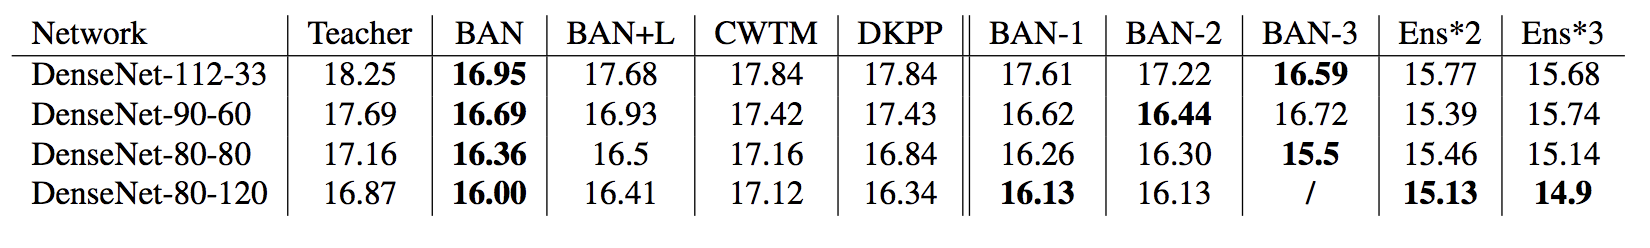 Network Teacher BAN BAN+L CWTM DKPP BAN-1 BAN-2 BAN-3 Ens*2 Ens*3
DenseNet-112-33 18.25 16.95 17.68 17.84 17.84 17.61 17.22 16.59 15.77 15.68
DenseNet-90-60 17.69 16.69 16.93 17.42 17.43 16.62 16.44 16.72 15.39 15.74
DenseNet-80-80 17.16 16.36 16.5 17.16 16.84 16.26 16.30 15.5 15.46 15.14
DenseNet-80-120 16.87 16.00 16.41 17.12 16.34 16.13 16.13 / 15.13 14.9